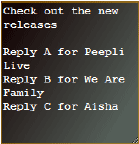 Check out the new
releases

Reply A for Peepli
Live
Reply B for We Are
Family
Reply C for Aisha